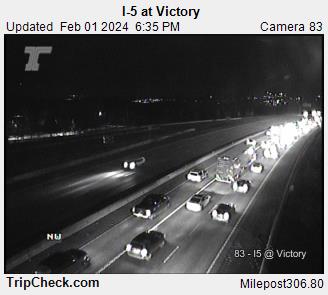 I-5 at Victory
Updated  Feb 01 2024  6:35 PM  Camera 83
T
NW
83 - I5 @ Victory
TripCheck.com  Milepost306.80